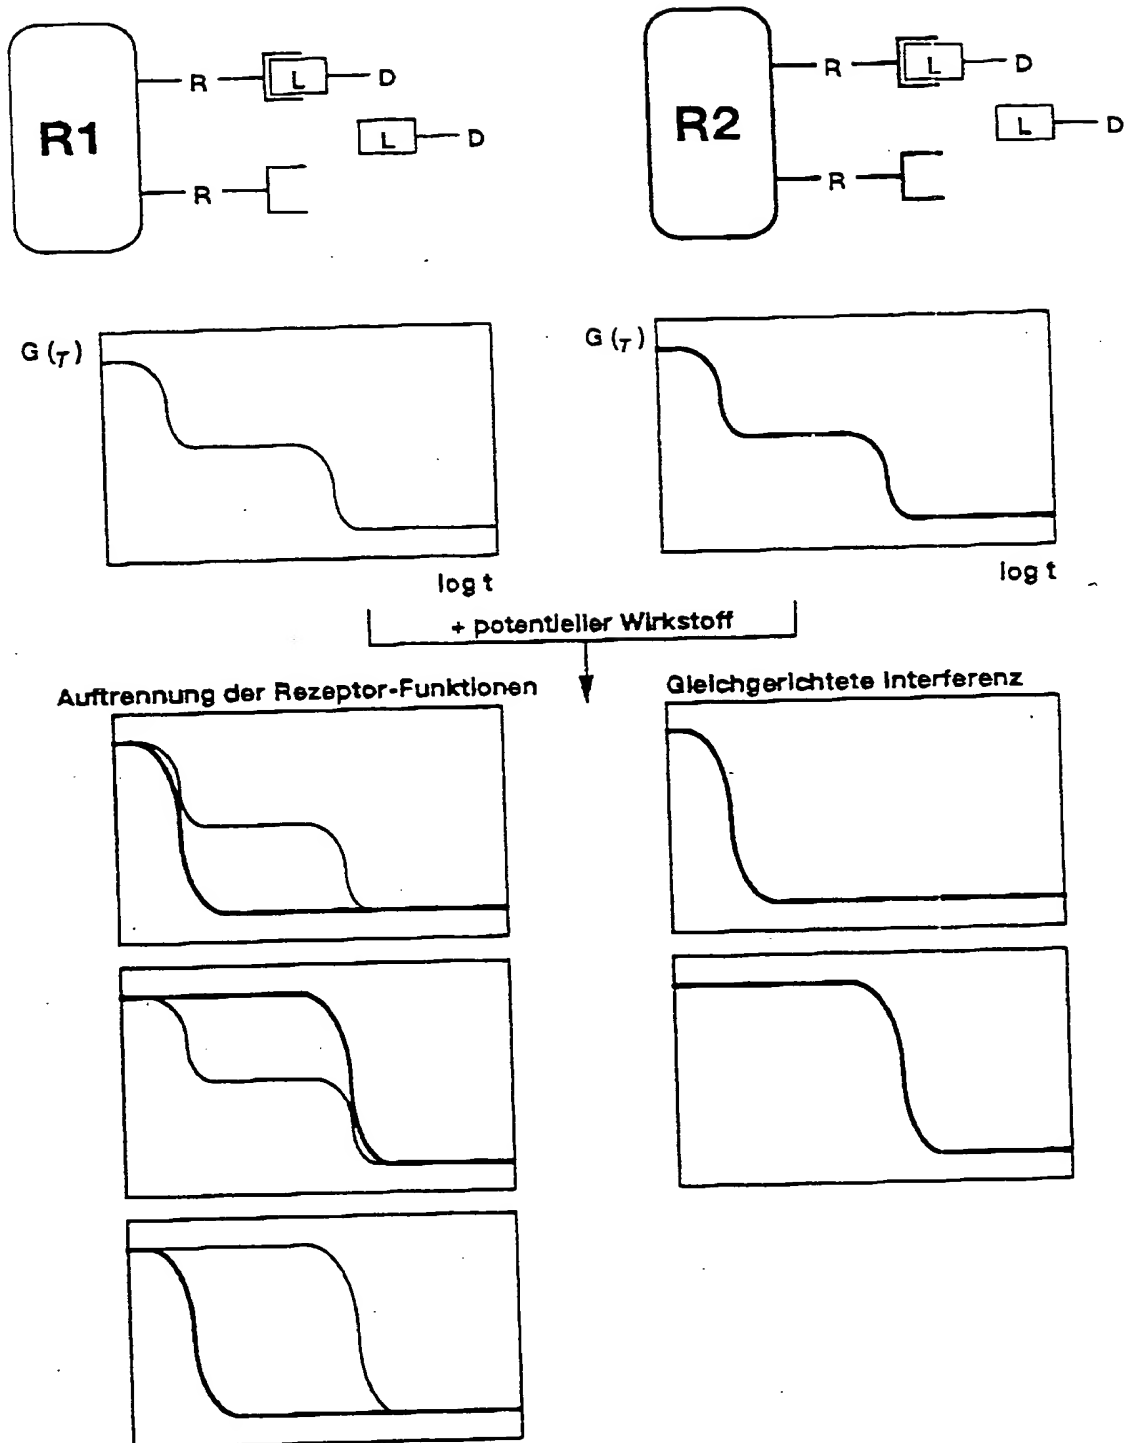 R1
R
L
D
L
D
R
R2
R
L
D
L
D
R
G (τ)
log t
G (τ)
log t
+ potentieller Wirkstoff
Auftrennung der Rezeptor-Funktionen
Gleichgerichtete Interferenz